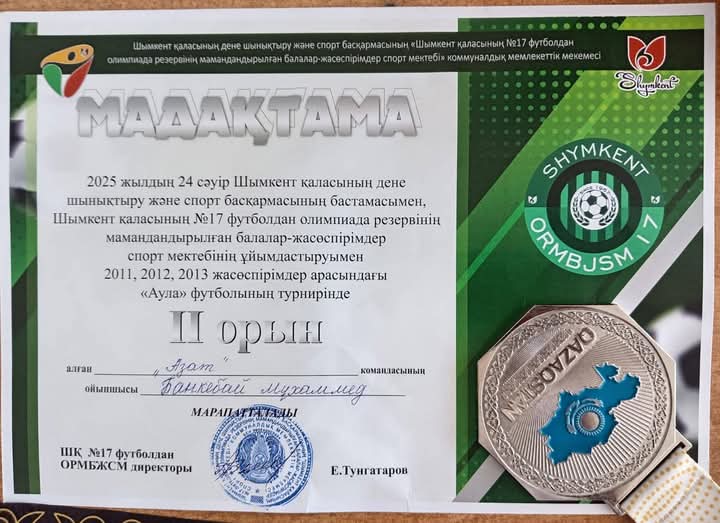 Шымкент қаласының дене шынықтыру және спорт басқармасының «Шымкент қаласының №17 футболдан
олимпиада резервінің мамандандырылған балалар-жасөспірімдер спорт мектебі» коммуналдық мемлекеттік мекемесі
Shymkent
МАДАҚТАМА
2025 жылдың 24 сәуір Шымкент қаласының дене
шынықтыру және спорт басқармасының бастамасымен,
Шымкент қаласының №17 футболдан олимпиада резервінің
мамандандырылған балалар-жасөспірімдер
спорт мектебінің ұйымдастыруымен
2011, 2012, 2013 жасөспірімдер арасындағы
«Аула» футболының турнирінде
II орын
алған „Азат“ командасының
ойыншысы Банкебай Мухаммед
МАРАПАТТАЛАДЫ
ШҚ №17 футболдан
ОРМБЖСМ директоры Е.Тунгатаров
SHYMKENT
ORMBJSM 17
QAZAQSTAN